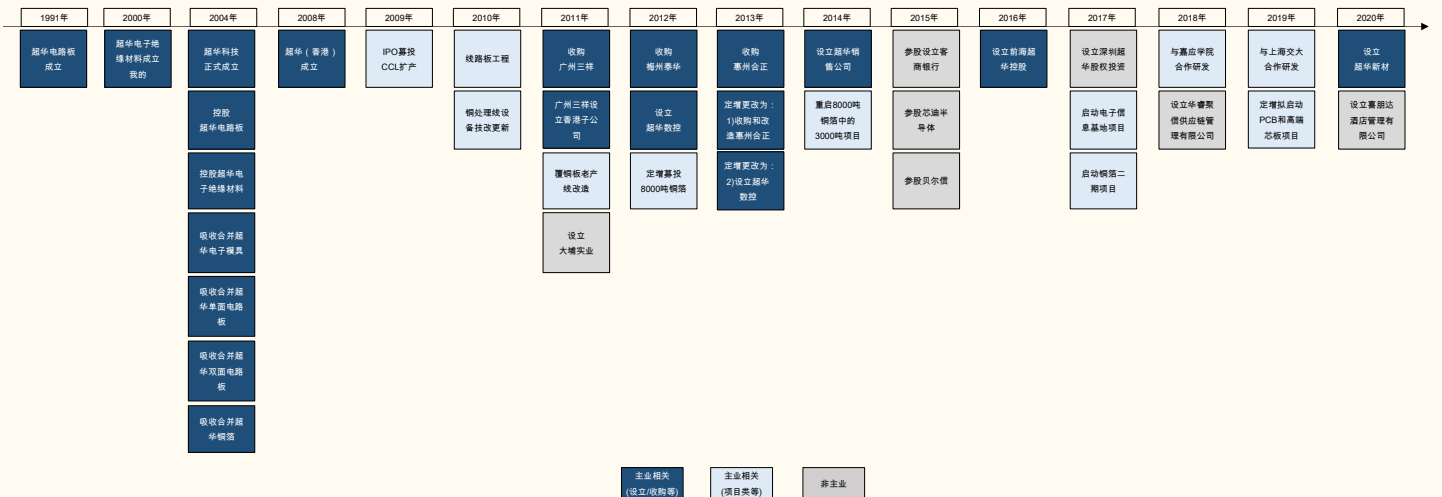 1991年
2000年
2004年
2008年
2009年
2010年
2011年
2012年
2013年
2014年
2015年
2016年
2017年
2018年
2019年
2020年
超华电路板
成立
超华电子绝
缘材料成立
我的
超华科技
正式成立
控股
超华电路板
控股超华电
子绝缘材料
吸收合并超
华电子模具
吸收合并超
华单面电路
板
吸收合并超
华双面电路
板
吸收合并超
华铜箔
超华（香港）
成立
IPO募投
CCL扩产
线路板工程
铜处理线设
备技改更新
收购
广州三祥
广州三祥设
立香港子公
司
覆铜板老产
线改造
设立
大埔实业
收购
梅州泰华
设立
超华数控
定增募投
8000吨铜箔
收购
惠州合正
定增更改为：
1)收购和改
造惠州合正
定增更改为：
2)设立超华
数控
设立超华销
售公司
重启8000吨
铜箔中的
3000吨项目
参股设立客
商银行
参股芯迪半
导体
参股贝尔信
设立前海超
华控股
设立深圳超
华股权投资
启动电子信
息基地项目
启动铜箔二
期项目
与嘉应学院
合作研发
设立华睿聚
信供应链管
理有限公司
与上海交大
合作研发
定增拟启动
PCB和高端
芯板项目
设立
超华新材
设立喜朋达
酒店管理有
限公司
主业相关
(设立/收购等)
主业相关
(项目类等)
非主业